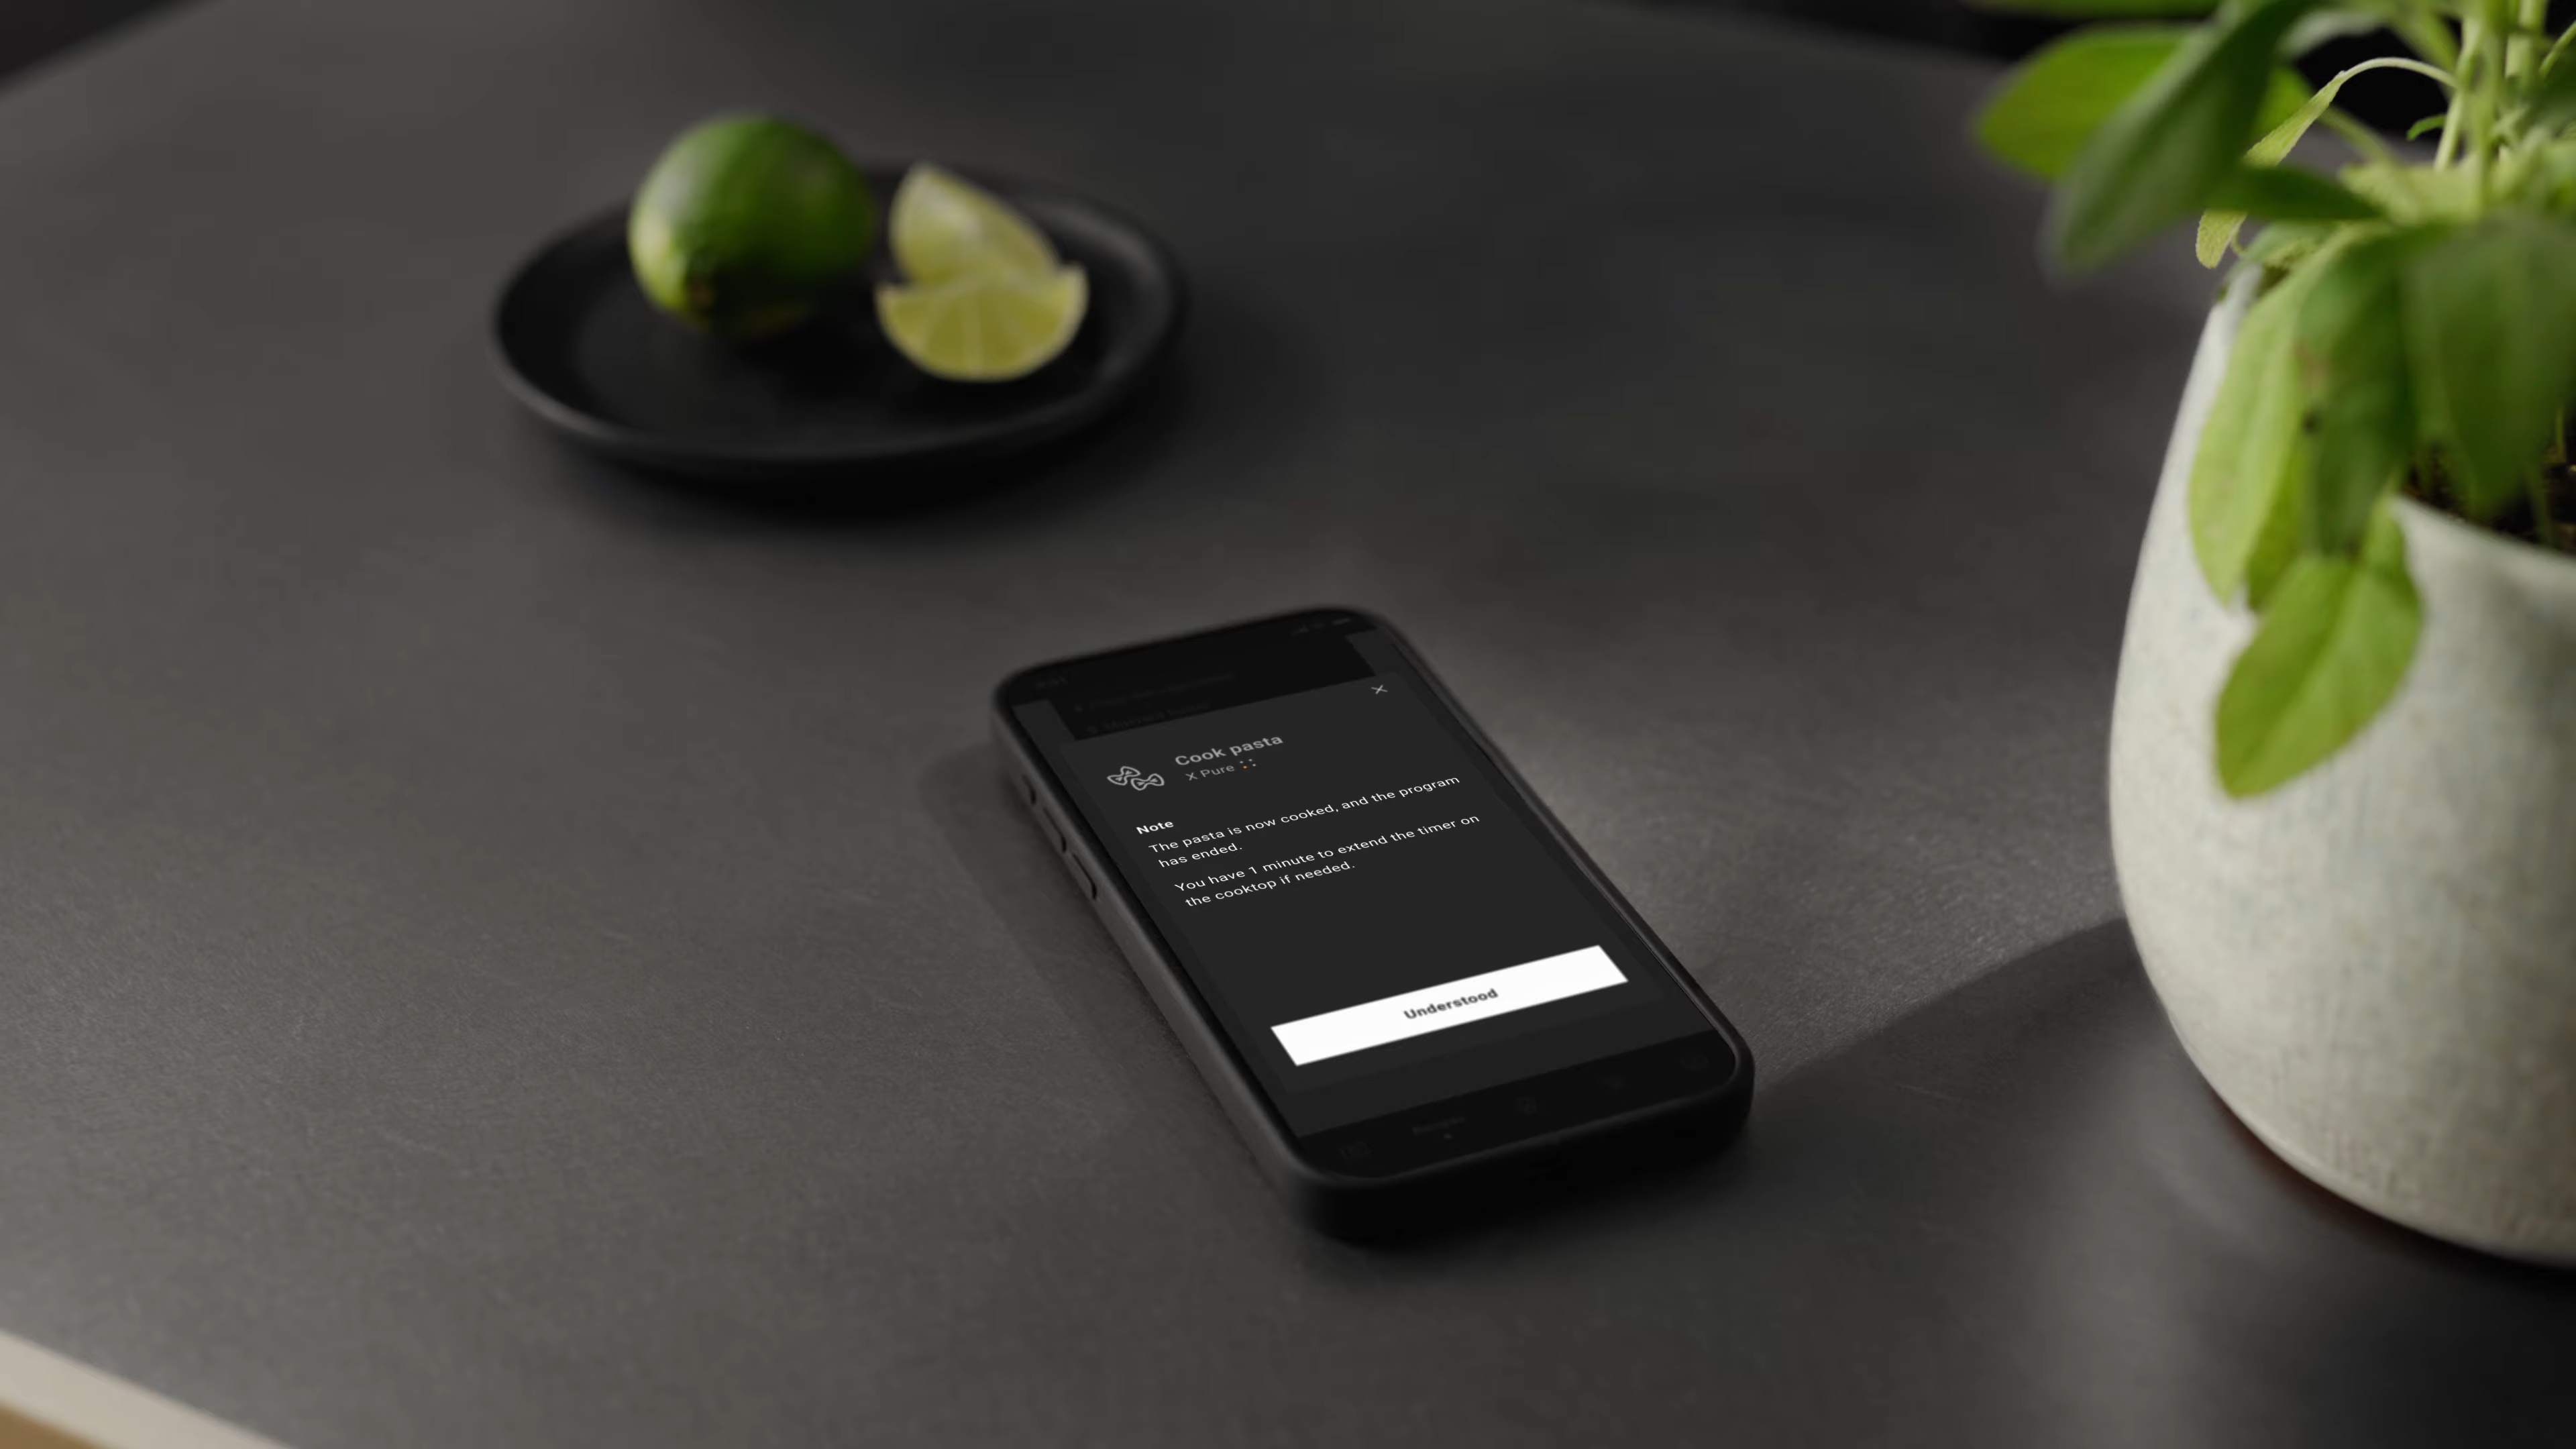 Cook pasta
X Pure
Note
The pasta is now cooked, and the program
has ended.
You have 1 minute to extend the timer on
the cooktop if needed.
Understood